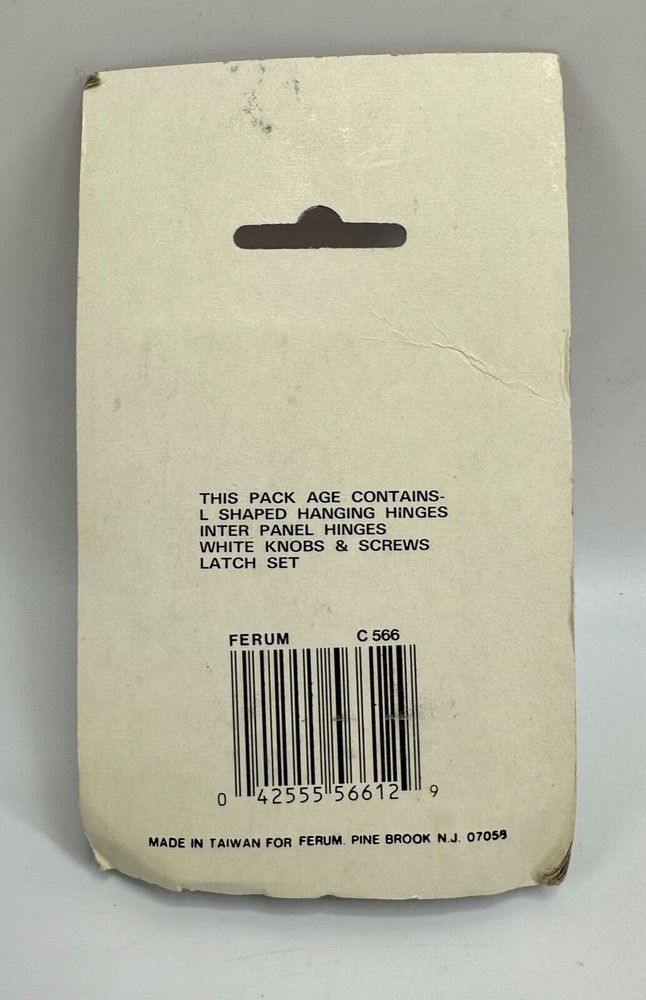 THIS PACK AGE CONTAINS-
L SHAPED HANGING HINGES
INTER PANEL HINGES
WHITE KNOBS & SCREWS
LATCH SET
FERUM C 566
0 42555 56612 9
MADE IN TAIWAN FOR FERUM. PINE BROOK N.J. 07058